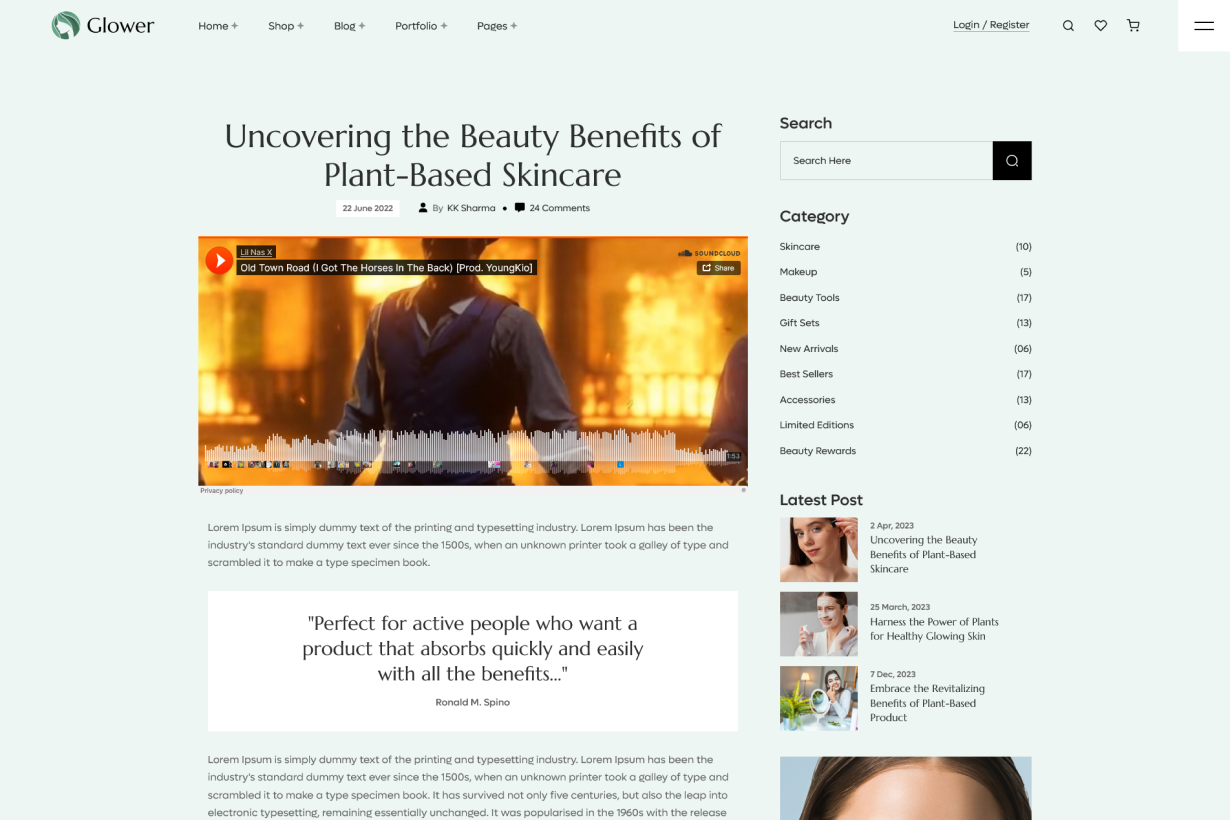 Glower
Home +
Shop +
Blog +
Portfolio +
Pages +
Login / Register
Uncovering the Beauty Benefits of
Plant-Based Skincare
22 June 2022
By KK Sharma • 24 Comments
Lil Nas X
Old Town Road (I Got The Horses In The Back) [Prod. YoungKio]
SOUNDCLOUD
Share
1:53
Privacy policy
Lorem Ipsum is simply dummy text of the printing and typesetting industry. Lorem Ipsum has been the
industry's standard dummy text ever since the 1500s, when an unknown printer took a galley of type and
scrambled it to make a type specimen book.
"Perfect for active people who want a
product that absorbs quickly and easily
with all the benefits..."
Ronald M. Spino
Lorem Ipsum is simply dummy text of the printing and typesetting industry. Lorem Ipsum has been the
industry's standard dummy text ever since the 1500s, when an unknown printer took a galley of type and
scrambled it to make a type specimen book. It has survived not only five centuries, but also the leap into
electronic typesetting, remaining essentially unchanged. It was popularised in the 1960s with the release
Search
Search Here
Category
Skincare (10)
Makeup (5)
Beauty Tools (17)
Gift Sets (13)
New Arrivals (06)
Best Sellers (17)
Accessories (13)
Limited Editions (06)
Beauty Rewards (22)
Latest Post
2 Apr, 2023
Uncovering the Beauty
Benefits of Plant-Based
Skincare
25 March, 2023
Harness the Power of Plants
for Healthy Glowing Skin
7 Dec, 2023
Embrace the Revitalizing
Benefits of Plant-Based
Product